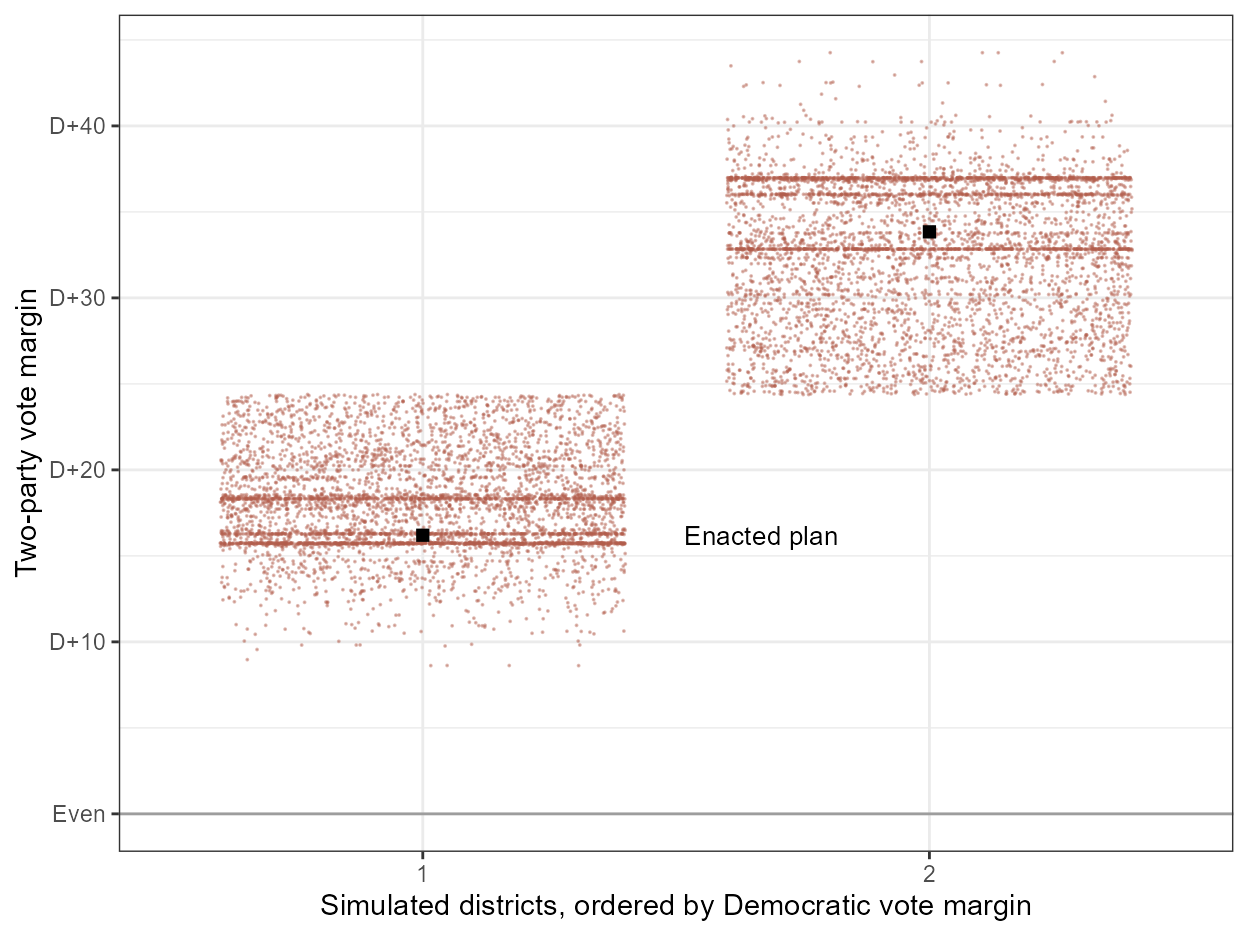 D+40
D+30
D+20
D+10
Even
Two-party vote margin
Enacted plan
1
2
Simulated districts, ordered by Democratic vote margin